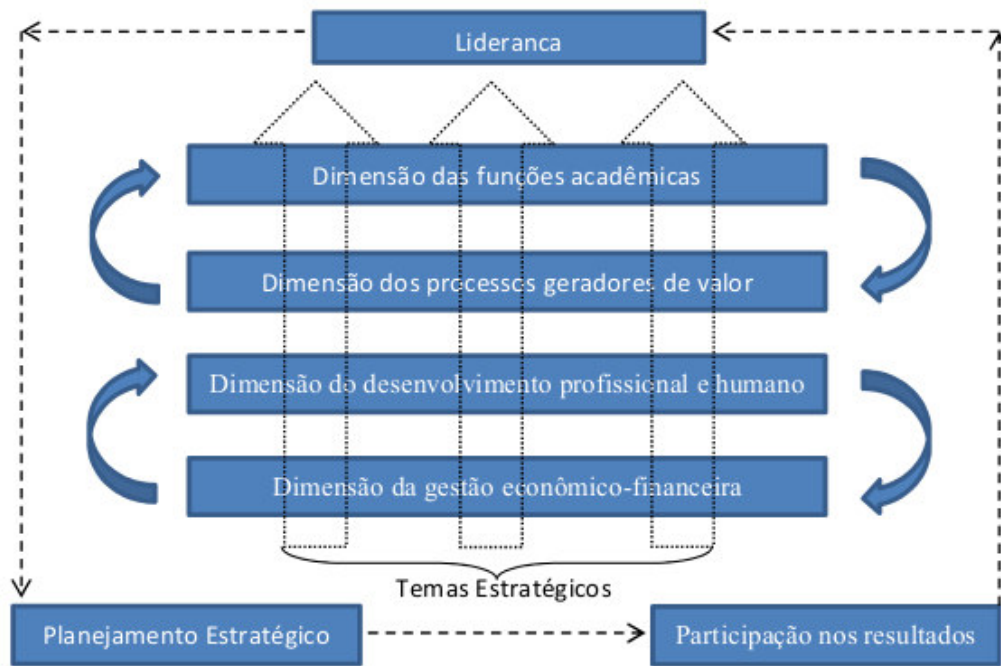 Lideranca
Dimensão das funções acadêmicas
Dimensão dos processos geradores de valor
Dimensão do desenvolvimento profissional e humano
Dimensão da gestão econômico-financeira
Temas Estratégicos
Planejamento Estratégico
Participação nos resultados